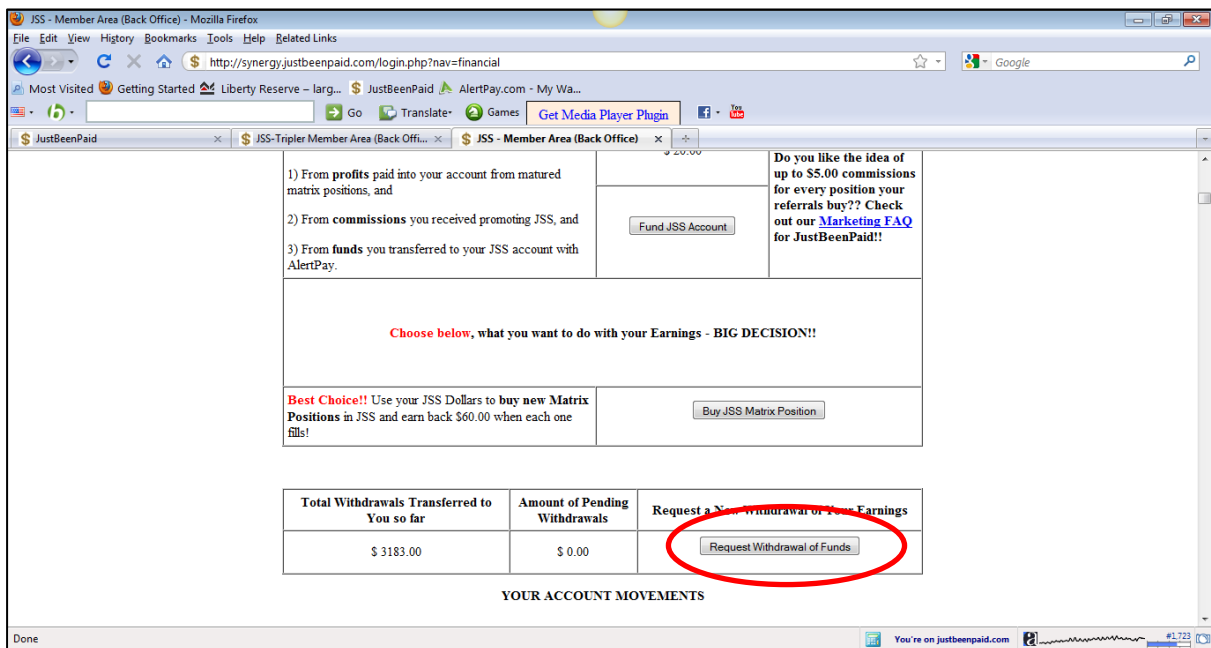 JSS - Member Area (Back Office) - Mozilla Firefox
File Edit View History Bookmarks Tools Help Related Links
http://synergy.justbeenpaid.com/login.php?nav=financial
Google
Most Visited Getting Started Liberty Reserve – larg... JustBeenPaid AlertPay.com - My Wa...
Go Translate Games Get Media Player Plugin You Tube
JustBeenPaid
JSS-Tripler Member Area (Back Offi...
JSS - Member Area (Back Office)
1) From profits paid into your account from matured
matrix positions, and
2) From commissions you received promoting JSS, and
3) From funds you transferred to your JSS account with
AlertPay.
Fund JSS Account
Do you like the idea of
up to $5.00 commissions
for every position your
referrals buy?? Check
out our Marketing FAQ
for JustBeenPaid!!
Choose below, what you want to do with your Earnings - BIG DECISION!!
Best Choice!! Use your JSS Dollars to buy new Matrix
Positions in JSS and earn back $60.00 when each one
fills!
Buy JSS Matrix Position
Total Withdrawals Transferred to
You so far
Amount of Pending
Withdrawals
Request a New Withdrawal of Your Earnings
$ 3183.00
$ 0.00
Request Withdrawal of Funds
YOUR ACCOUNT MOVEMENTS
Done
You're on justbeenpaid.com
#1,723